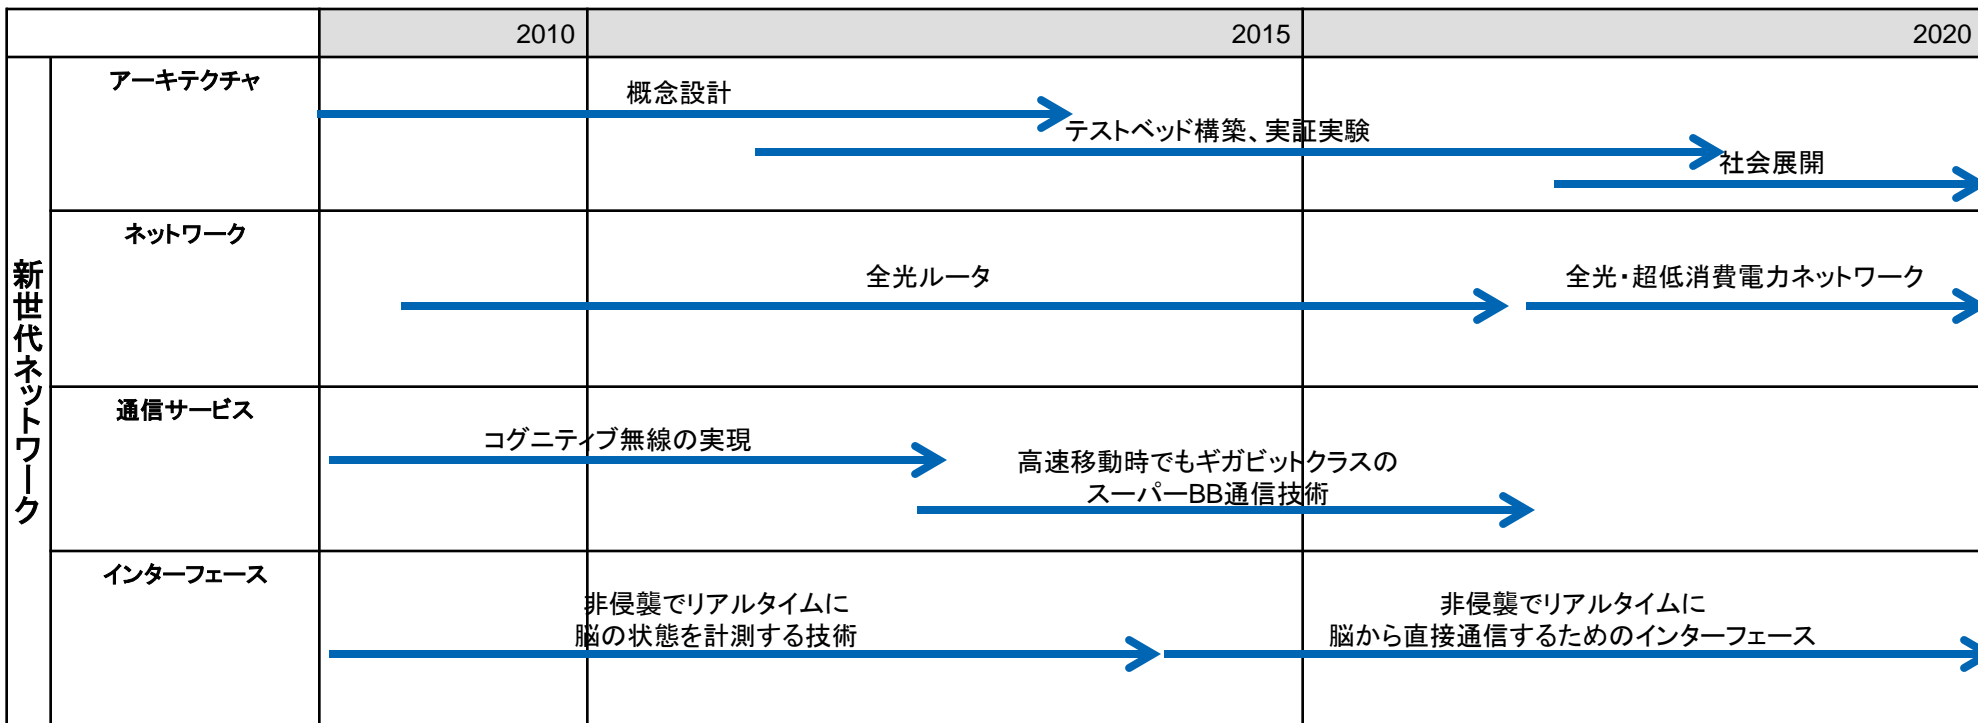 2010
2015
2020
新世代ネットワーク
アーキテクチャ
概念設計
テストベッド構築、実証実験
社会展開
ネットワーク
全光ルータ
全光・超低消費電力ネットワーク
通信サービス
コグニティブ無線の実現
高速移動時でもギガビットクラスの
スーパーBB通信技術
インターフェース
非侵襲でリアルタイムに
脳の状態を計測する技術
非侵襲でリアルタイムに
脳から直接通信するためのインターフェース